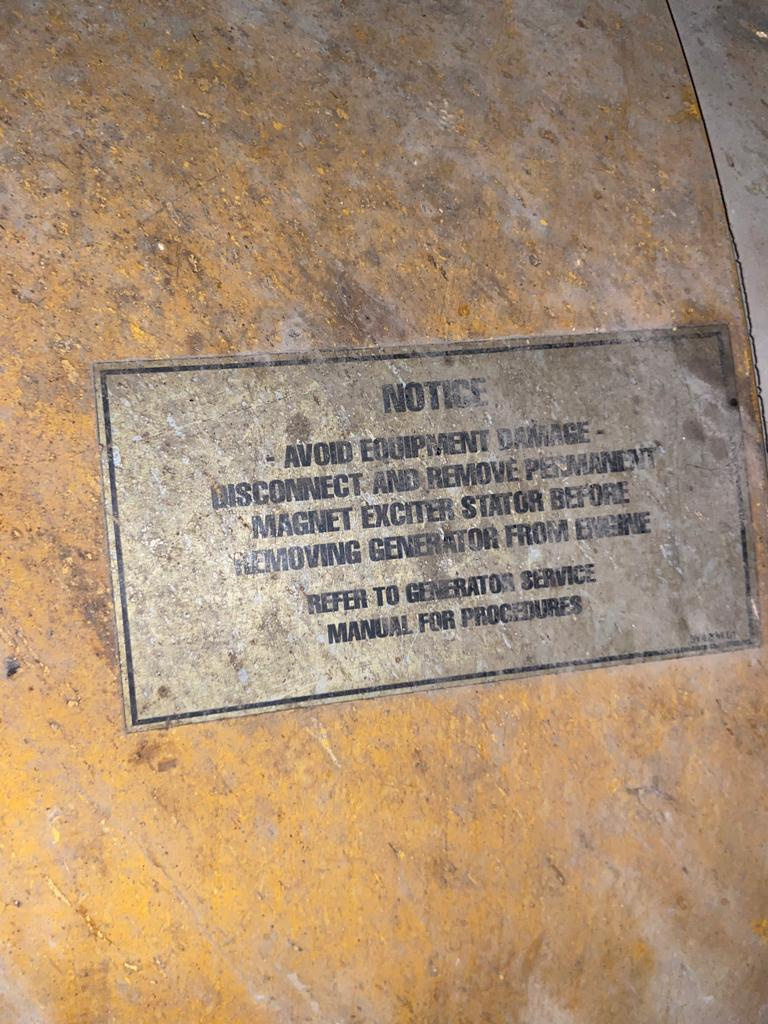 NOTICE
- AVOID EQUIPMENT DAMAGE -
DISCONNECT AND REMOVE PERMANENT
MAGNET EXCITER STATOR BEFORE
REMOVING GENERATOR FROM ENGINE
REFER TO GENERATOR SERVICE
MANUAL FOR PROCEDURES